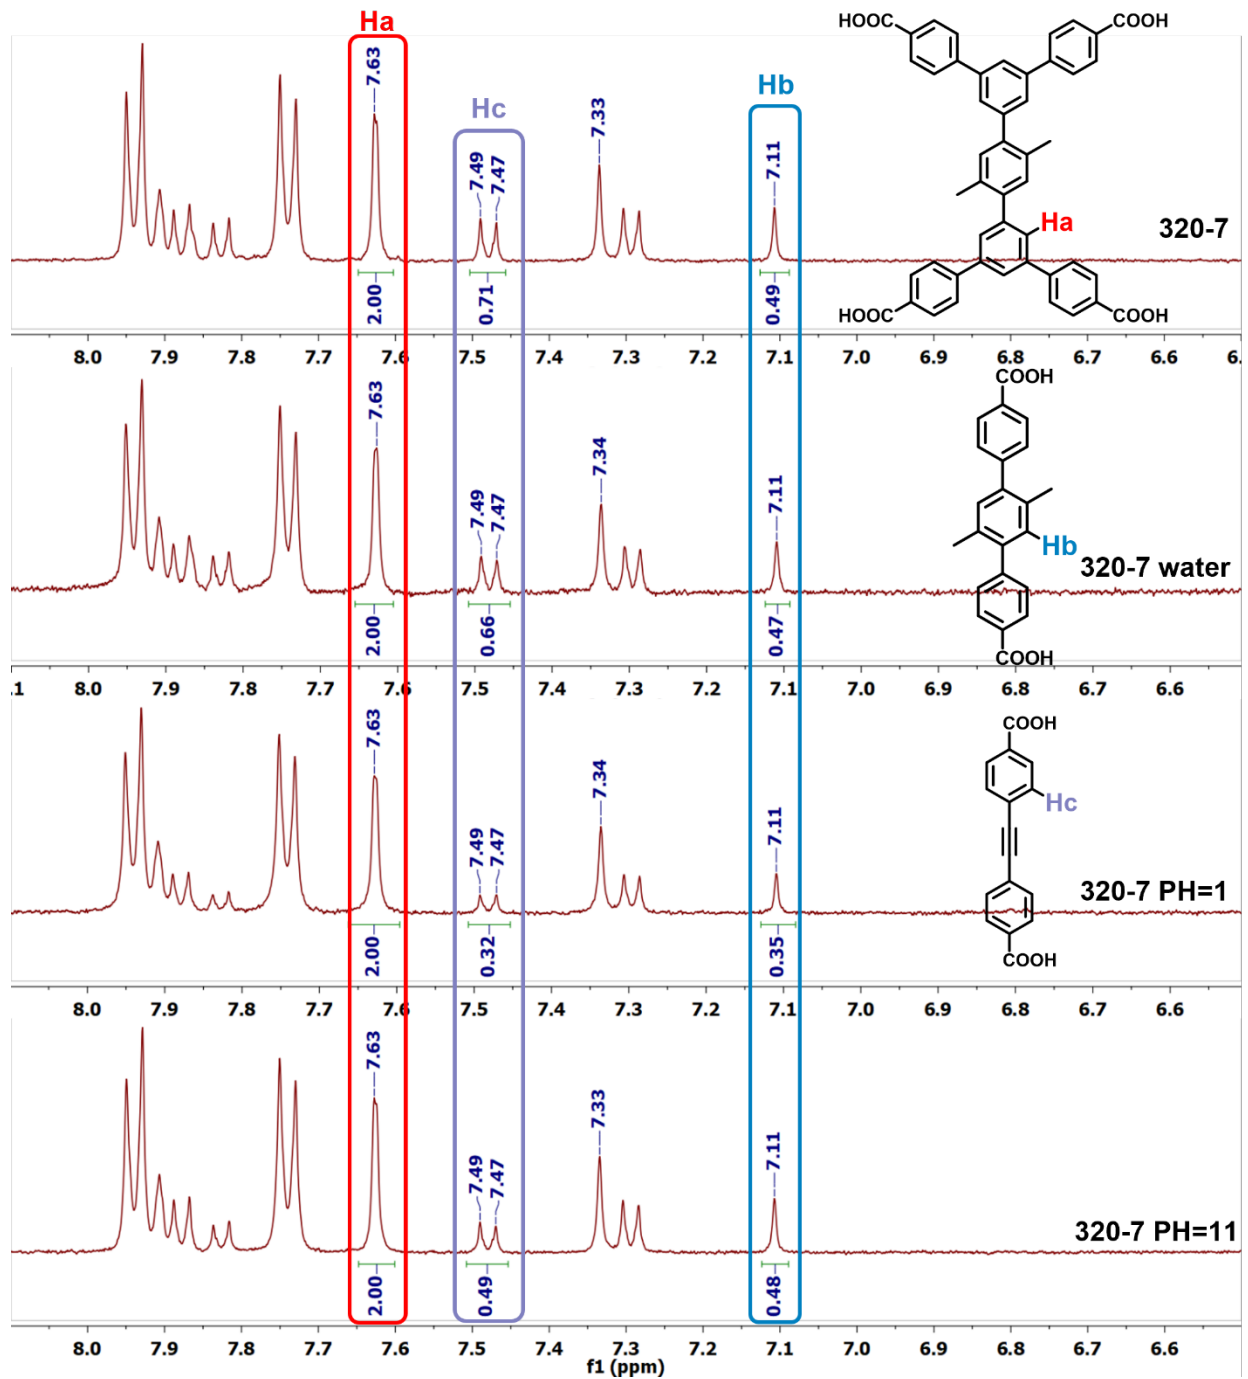 Ha
Hc
Hb
7.63
7.49
7.47
7.33
7.11
HOOC
COOH
Ha
320-7
HOOC
COOH
2.00
0.71
0.49
8.0 7.9 7.8 7.7 7.6 7.5 7.4 7.3 7.2 7.1 7.0 6.9 6.8 6.7 6.6 6.
COOH
7.63
7.49
7.47
7.34
7.11
Hb
320-7 water
COOH
2.00
0.66
0.47
.1 8.0 7.9 7.8 7.7 7.6 7.5 7.4 7.3 7.2 7.1 7.0 6.9 6.8 6.7 6.6
COOH
7.63
7.49
7.47
7.34
7.11
Hc
320-7 PH=1
COOH
2.00
0.32
0.35
8.0 7.9 7.8 7.7 7.6 7.5 7.4 7.3 7.2 7.1 7.0 6.9 6.8 6.7 6.6
7.63
7.49
7.47
7.33
7.11
320-7 PH=11
2.00
0.49
0.48
8.0 7.9 7.8 7.7 7.6 7.5 7.4 7.3 7.2 7.1 7.0 6.9 6.8 6.7 6.6
f1 (ppm)